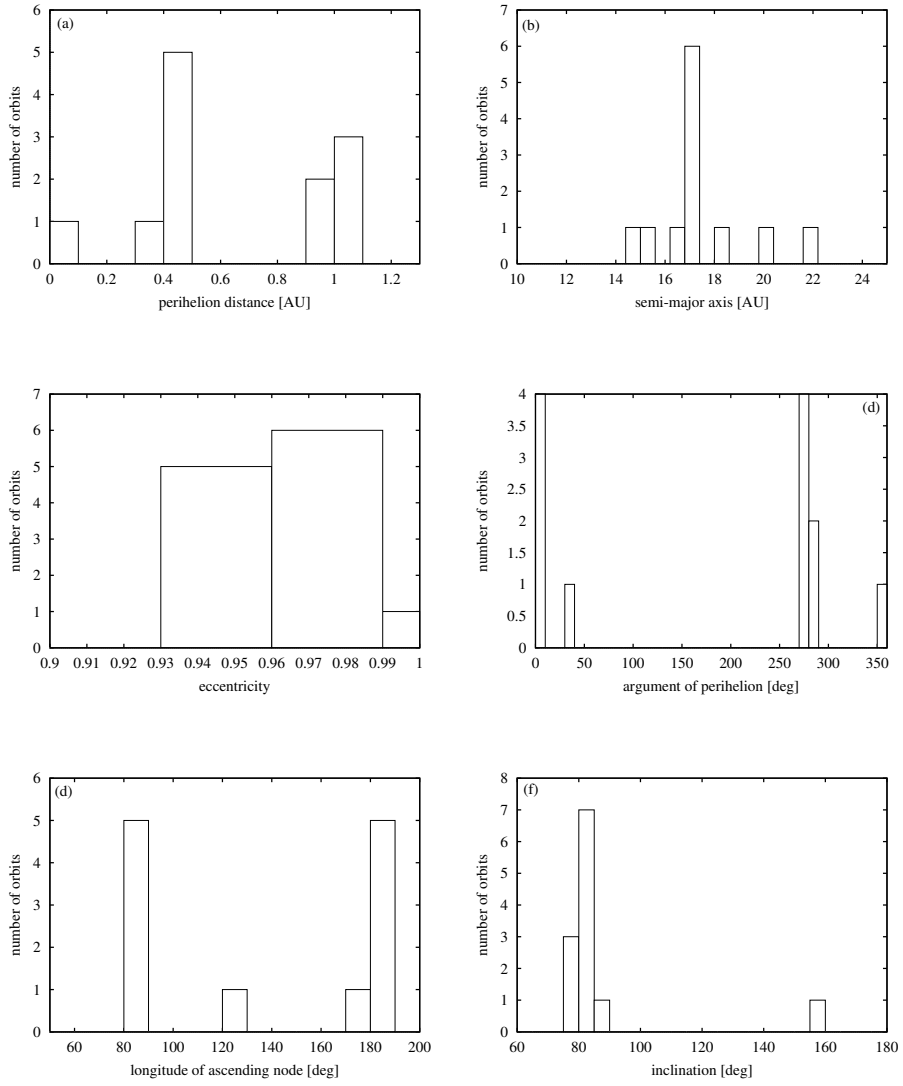 (a)
number of orbits
6
5
4
3
2
1
0
0 0.2 0.4 0.6 0.8 1 1.2
perihelion distance [AU]
(b)
number of orbits
7
6
5
4
3
2
1
0
10 12 14 16 18 20 22 24
semi-major axis [AU]
number of orbits
7
6
5
4
3
2
1
0
0.9 0.91 0.92 0.93 0.94 0.95 0.96 0.97 0.98 0.99 1
eccentricity
(d)
number of orbits
4
3.5
3
2.5
2
1.5
1
0.5
0
0 50 100 150 200 250 300 350
argument of perihelion [deg]
(d)
number of orbits
6
5
4
3
2
1
0
60 80 100 120 140 160 180 200
longitude of ascending node [deg]
(f)
number of orbits
8
7
6
5
4
3
2
1
0
60 80 100 120 140 160 180
inclination [deg]